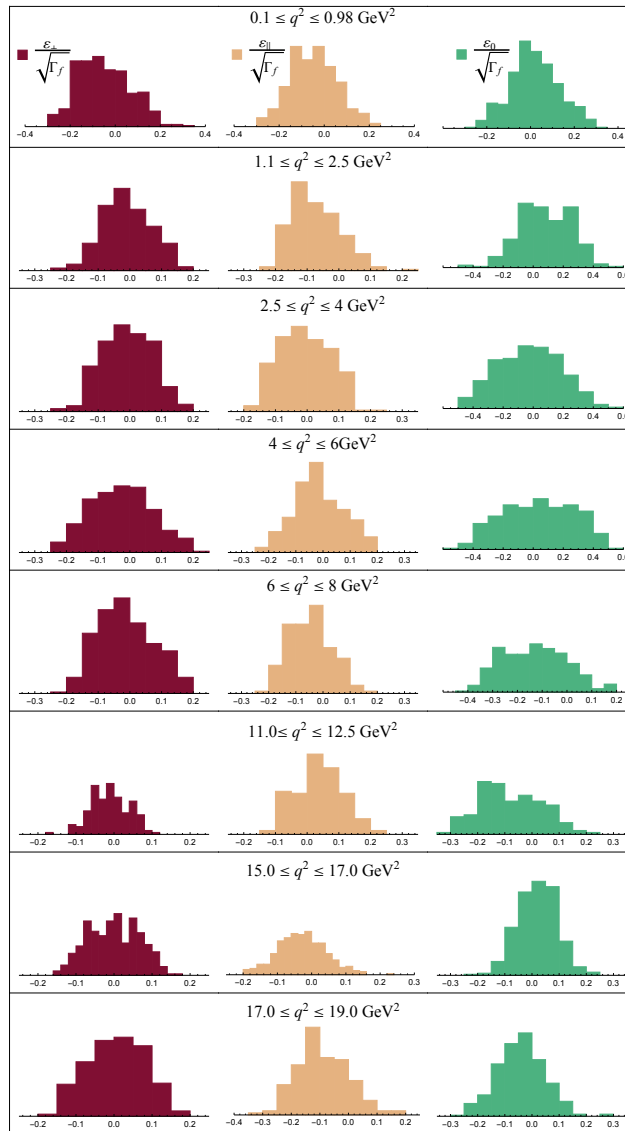 0.1 ≤ q² ≤ 0.98 GeV²
ε⊥/√Γf ε∥/√Γf ε0/√Γf
−0.4 −0.2 0.0 0.2 0.4 −0.4 −0.2 0.0 0.2 0.4 −0.2 0.0 0.2 0.4
1.1 ≤ q² ≤ 2.5 GeV²
−0.3 −0.2 −0.1 0.0 0.1 0.2 −0.3 −0.2 −0.1 0.0 0.1 0.2 −0.4 −0.2 0.0 0.2 0.4 0.6
2.5 ≤ q² ≤ 4 GeV²
−0.3 −0.2 −0.1 0.0 0.1 0.2 −0.2 −0.1 0.0 0.1 0.2 0.3 −0.4 −0.2 0.0 0.2 0.4 0.6
4 ≤ q² ≤ 6GeV²
−0.3 −0.2 −0.1 0.0 0.1 0.2 −0.3 −0.2 −0.1 0.0 0.1 0.2 0.3 −0.4 −0.2 0.0 0.2 0.4 0.6
6 ≤ q² ≤ 8 GeV²
−0.3 −0.2 −0.1 0.0 0.1 0.2 −0.3 −0.2 −0.1 0.0 0.1 0.2 0.3 −0.4 −0.3 −0.2 −0.1 0.0 0.1 0.2
11.0≤ q² ≤ 12.5 GeV²
−0.2 −0.1 0.0 0.1 0.2 −0.2 −0.1 0.0 0.1 0.2 0.3 −0.3 −0.2 −0.1 0.0 0.1 0.2 0.3
15.0 ≤ q² ≤ 17.0 GeV²
−0.2 −0.1 0.0 0.1 0.2 −0.2 −0.1 0.0 0.1 0.2 0.3 −0.3 −0.2 −0.1 0.0 0.1 0.2 0.3
17.0 ≤ q² ≤ 19.0 GeV²
−0.2 −0.1 0.0 0.1 0.2 −0.4 −0.3 −0.2 −0.1 0.0 0.1 0.2 −0.3 −0.2 −0.1 0.0 0.1 0.2 0.3